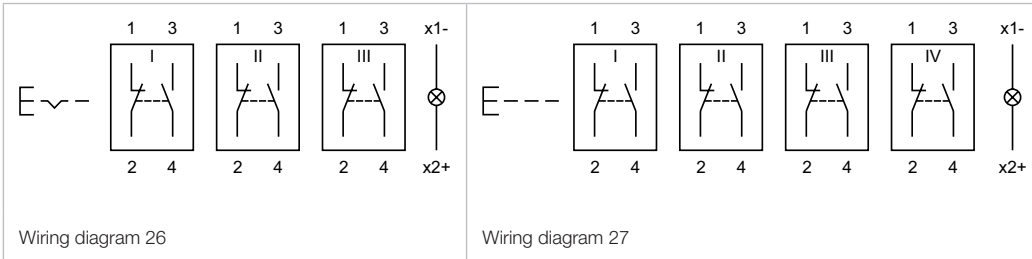 1 3 1 3 1 3 x1-
I II III
2 4 2 4 2 4 x2+
Wiring diagram 26
1 3 1 3 1 3 1 3 x1-
I II III IV
2 4 2 4 2 4 2 4 x2+
Wiring diagram 27